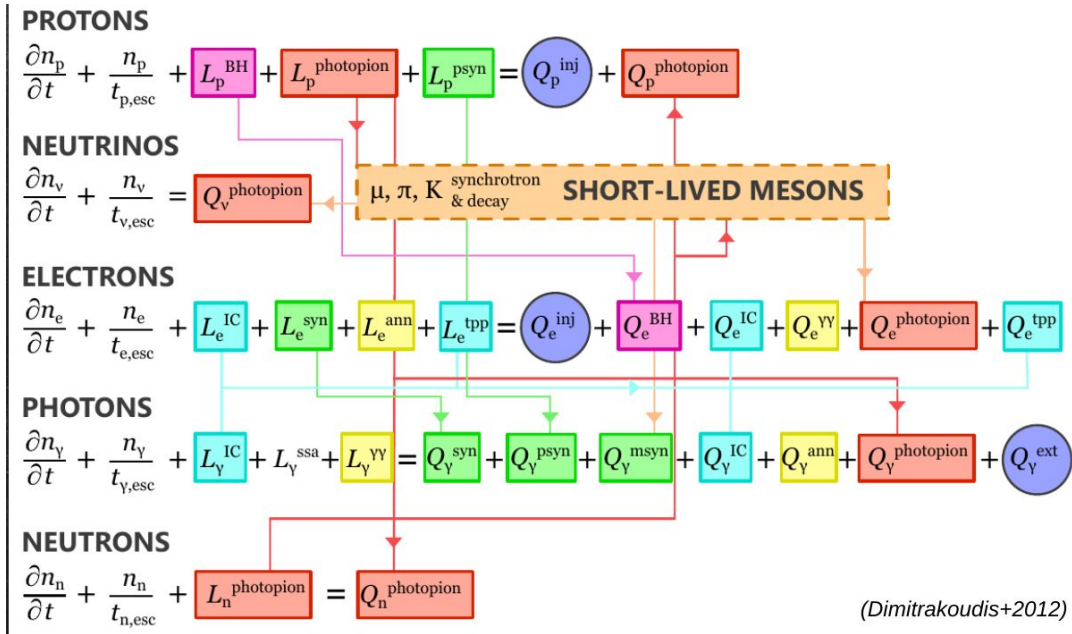 PROTONS
∂n_p/∂t + n_p/t_p,esc + L_p^BH + L_p^photopion + L_p^psyn = Q_p^inj + Q_p^photopion
NEUTRINOS
∂n_ν/∂t + n_ν/t_ν,esc = Q_ν^photopion
μ, π, K synchrotron & decay SHORT-LIVED MESONS
ELECTRONS
∂n_e/∂t + n_e/t_e,esc + L_e^IC + L_e^syn + L_e^ann + L_e^tpp = Q_e^inj + Q_e^BH + Q_e^IC + Q_e^γγ + Q_e^photopion + Q_e^tpp
PHOTONS
∂n_γ/∂t + n_γ/t_γ,esc + L_γ^IC + L_γ^ssa + L_γ^γγ = Q_γ^syn + Q_γ^psyn + Q_γ^msyn + Q_γ^IC + Q_γ^ann + Q_γ^photopion + Q_γ^ext
NEUTRONS
∂n_n/∂t + n_n/t_n,esc + L_n^photopion = Q_n^photopion
(Dimitrakoudis+2012)